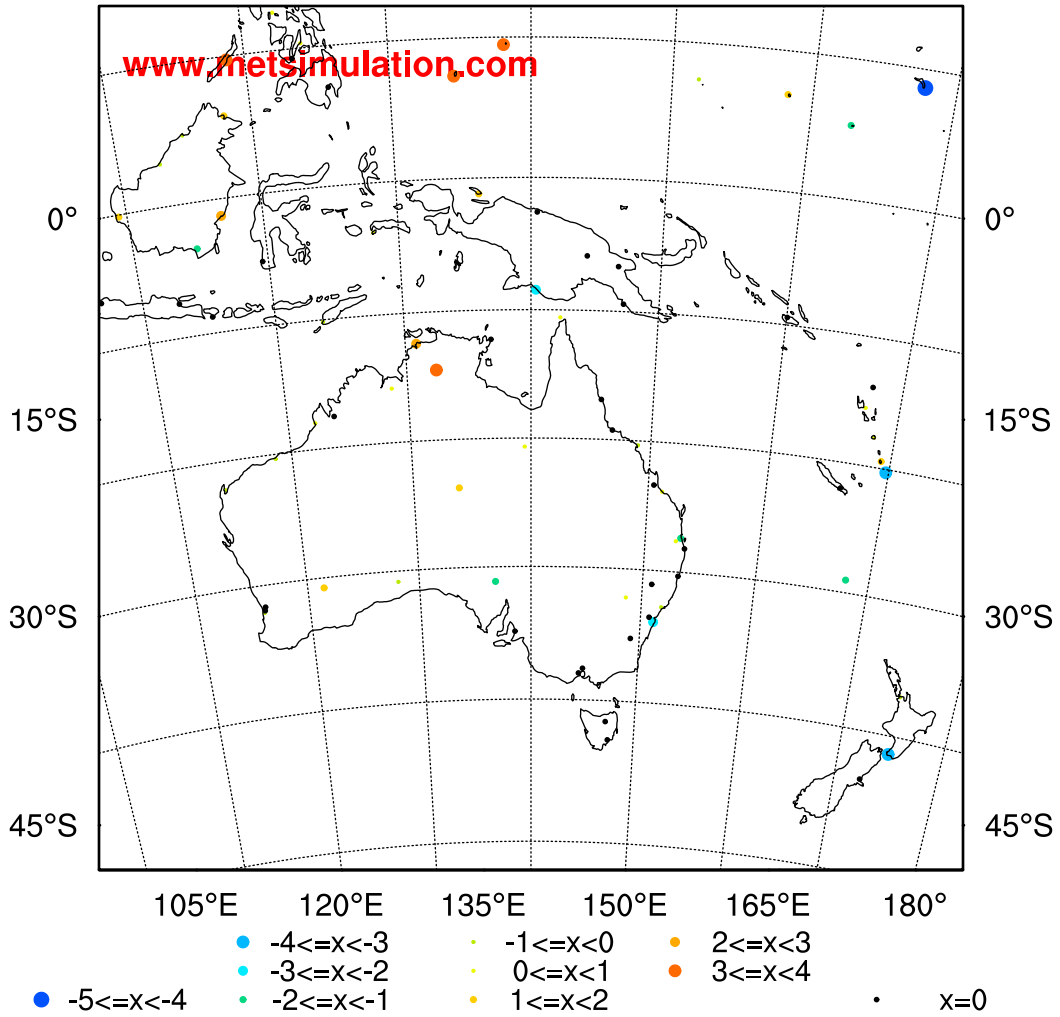 www.metsimulation.com
0° 0°
15°S 15°S
30°S 30°S
45°S 45°S
105°E 120°E 135°E 150°E 165°E 180°
-4<=x<-3 -1<=x<0 2<=x<3
-3<=x<-2 0<=x<1 3<=x<4
-5<=x<-4 -2<=x<-1 1<=x<2 x=0